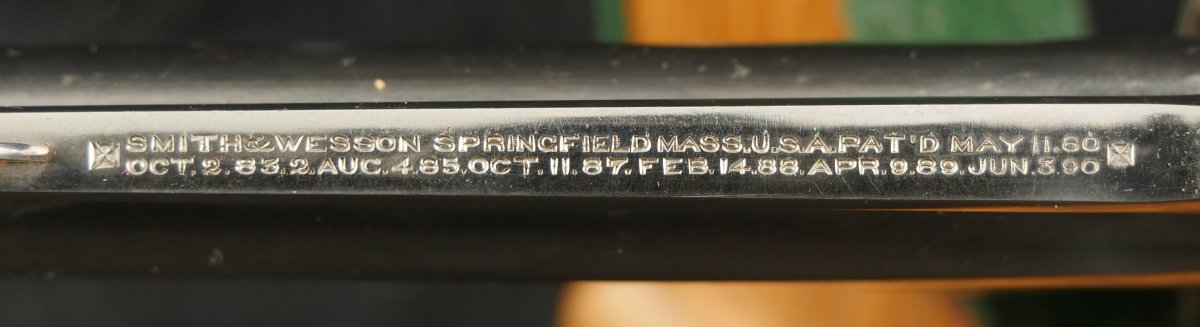 SMITH & WESSON SPRINGFIELD MASS. U.S.A. PAT'D MAY 11.80
OCT. 2. 83. 2. AUG. 4.85. OCT. 11. 87. FEB. 14.88. APR. 9.89. JUN. 3.90